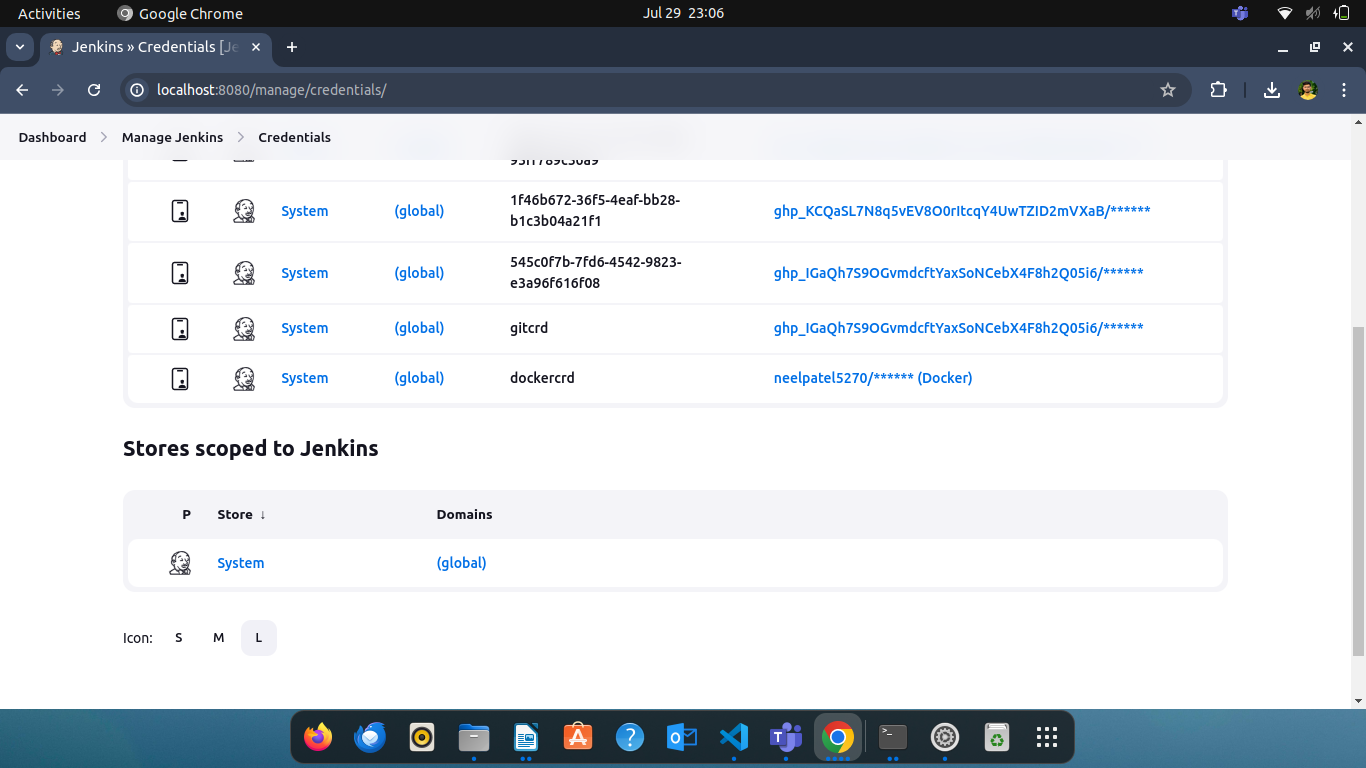 Activities
Google Chrome
Jul 29 23:06
Jenkins » Credentials [Je
localhost:8080/manage/credentials/
Dashboard
Manage Jenkins
Credentials
System (global) 1f46b672-36f5-4eaf-bb28-
b1c3b04a21f1
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/******
System (global) 545c0f7b-7fd6-4542-9823-
e3a96f616f08
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/******
System (global) gitcrd 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/******
System (global) dockercrd neelpatel5270/****** (Docker)
Stores scoped to Jenkins
P Store ↓ Domains
System (global)
Icon: S M L